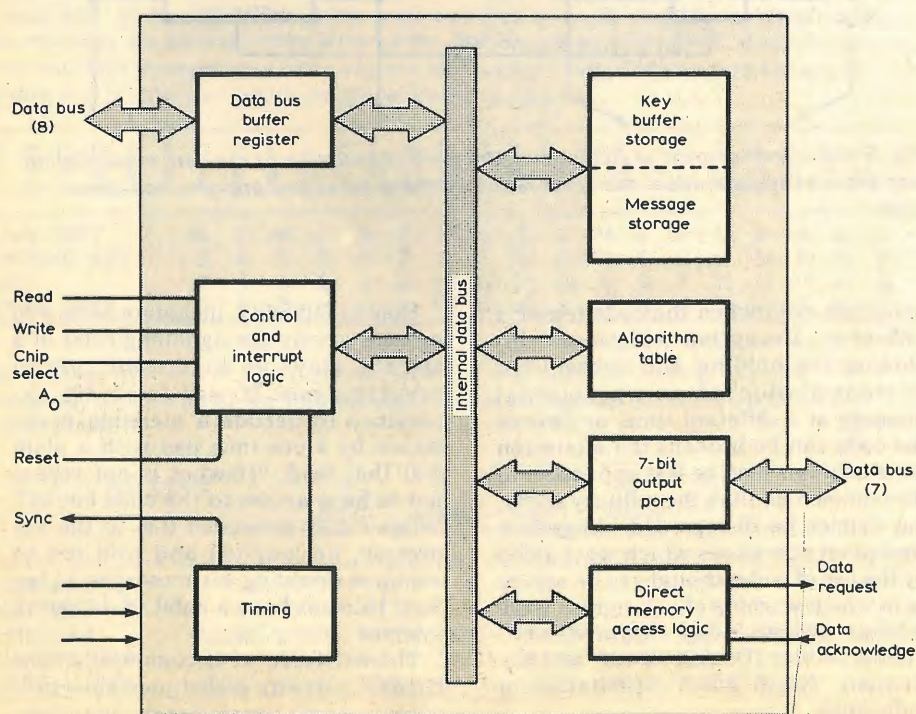 Data bus
(8)
Data bus
buffer
register
Key
buffer
storage
Message
storage
Read
Write
Chip
select
A₀
Control
and
interrupt
logic
Internal data bus
Algorithm
table
Reset
7-bit
output
port
Data bus
(7)
Sync
Timing
Direct
memory
access logic
Data
request
Data
acknowledge